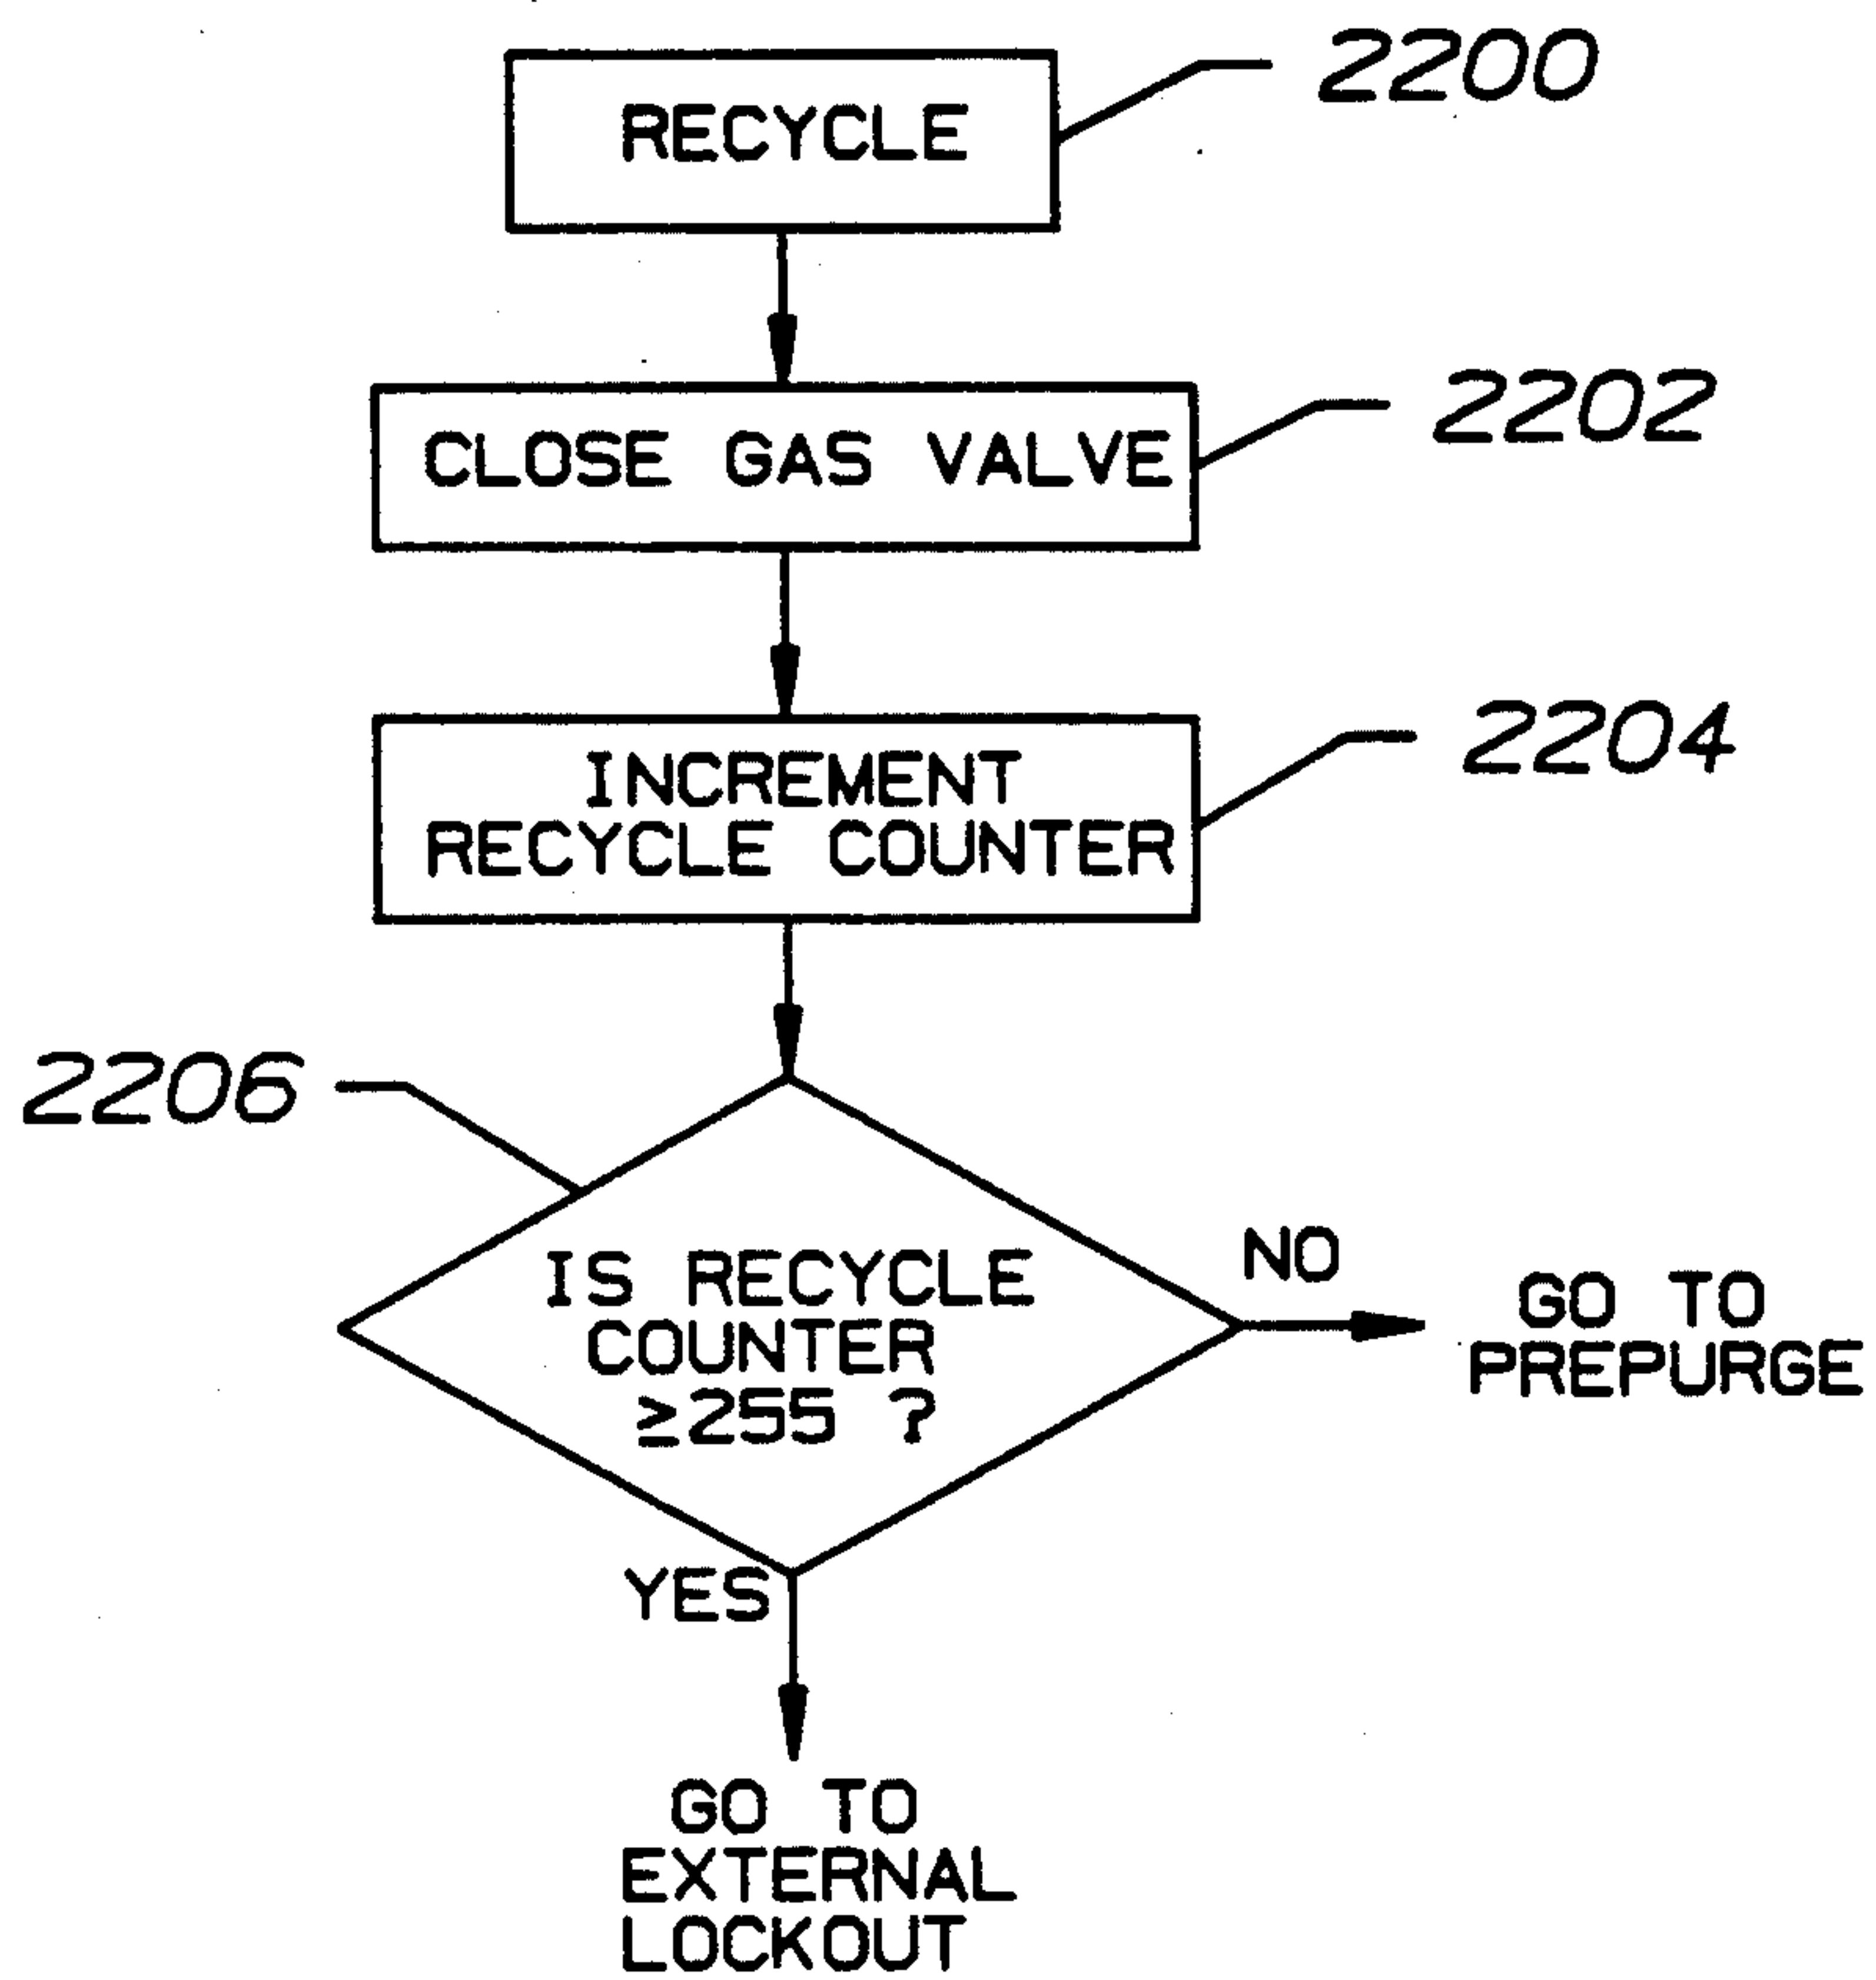 RECYCLE
2200
CLOSE GAS VALVE
2202
INCREMENT
RECYCLE COUNTER
2204
2206
IS RECYCLE
COUNTER
≥255 ?
NO
GO TO
PREPURGE
YES
GO TO
EXTERNAL
LOCKOUT